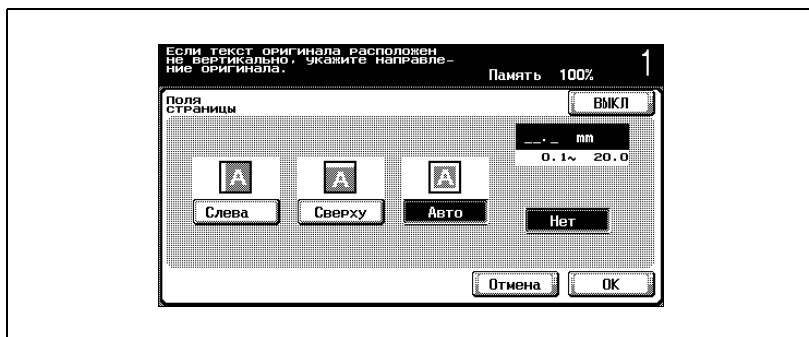 Если текст оригинала расположен
не вертикально, укажите направле-
ние оригинала.
Память 100%
1
Поля
страницы
ВЫКЛ
__._ mm
0.1~ 20.0
A
A
A
Слева
Сверху
Авто
Нет
Отмена
OK